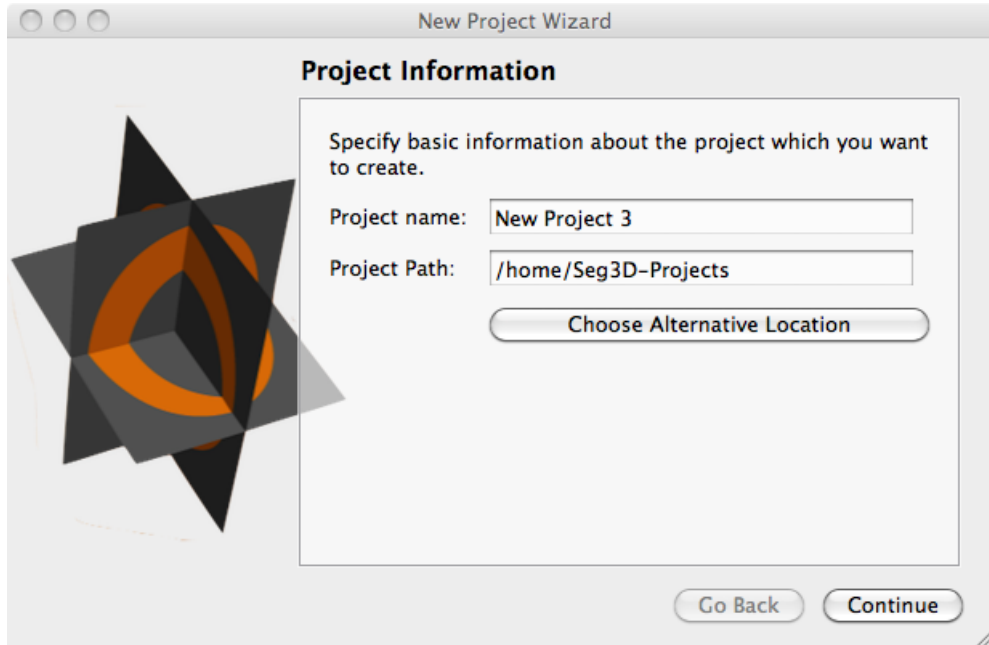 New Project Wizard
Project Information
Specify basic information about the project which you want
to create.
Project name: New Project 3
Project Path: /home/Seg3D-Projects
Choose Alternative Location
Go Back Continue